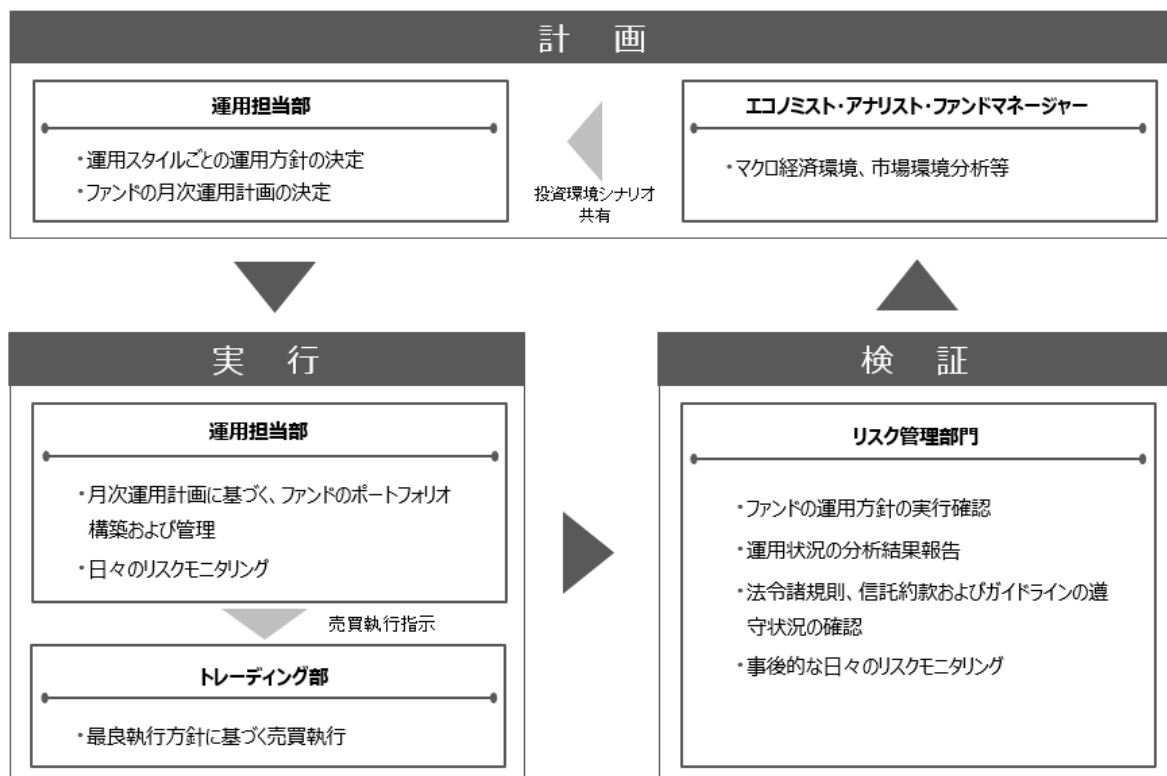 計 画
運用担当部
・運用スタイルごとの運用方針の決定
・ファンドの月次運用計画の決定
投資環境シナリオ
共有
エコノミスト・アナリスト・ファンドマネージャー
・マクロ経済環境、市場環境分析等
実 行
運用担当部
・月次運用計画に基づく、ファンドのポートフォリオ
構築および管理
・日々のリスクモニタリング
売買執行指示
トレーディング部
・最良執行方針に基づく売買執行
検 証
リスク管理部門
・ファンドの運用方針の実行確認
・運用状況の分析結果報告
・法令諸規則、信託約款およびガイドラインの遵
守状況の確認
・事後的な日々のリスクモニタリング